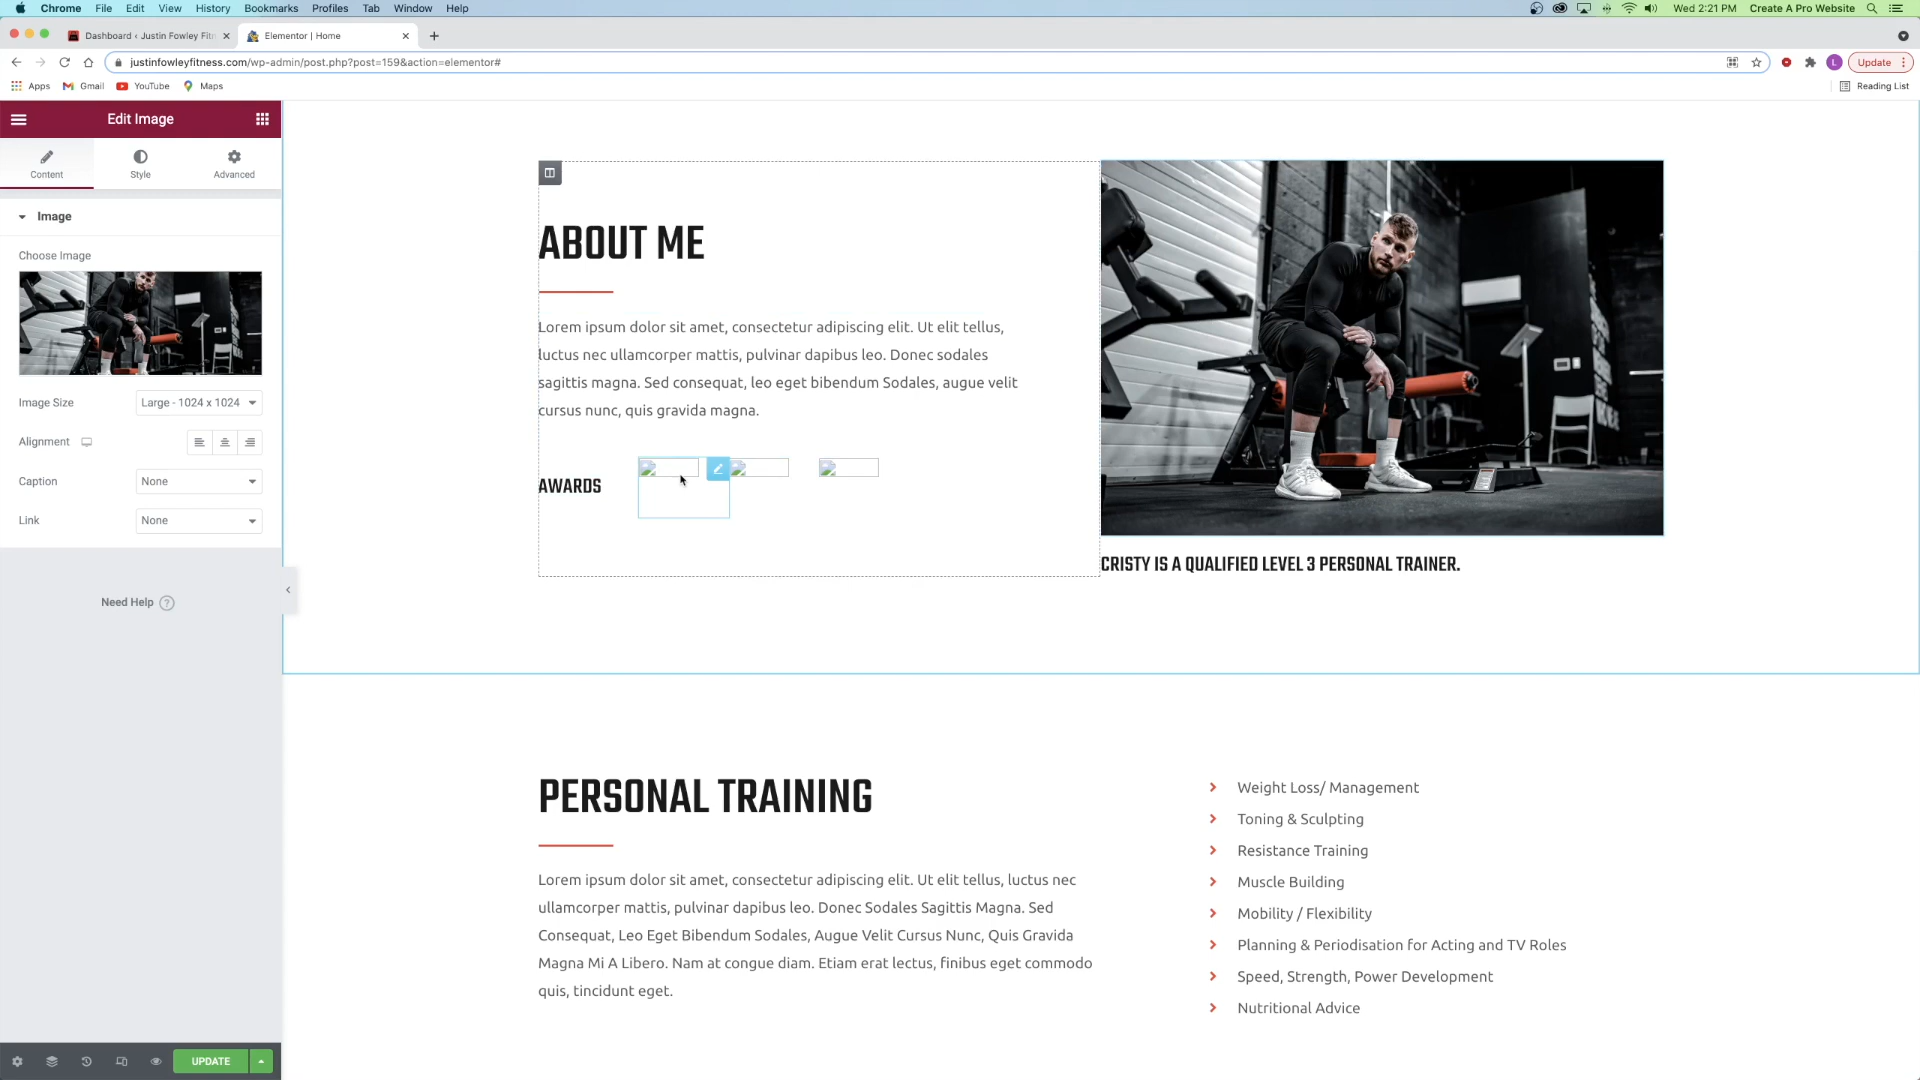 Chrome File Edit View History Bookmarks Profiles Tab Window Help
Wed 2:21 PM Create A Pro Website
Dashboard ‹ Justin Fowley Fitn
Elementor | Home
justinfowleyfitness.com/wp-admin/post.php?post=159&action=elementor#
L
Update
Apps Gmail YouTube Maps
Reading List
Edit Image
Content Style Advanced
Image
Choose Image
Image Size Large - 1024 x 1024
Alignment
Caption None
Link None
Need Help ?
UPDATE
ABOUT ME
Lorem ipsum dolor sit amet, consectetur adipiscing elit. Ut elit tellus,
luctus nec ullamcorper mattis, pulvinar dapibus leo. Donec sodales
sagittis magna. Sed consequat, leo eget bibendum Sodales, augue velit
cursus nunc, quis gravida magna.
AWARDS
CRISTY IS A QUALIFIED LEVEL 3 PERSONAL TRAINER.
PERSONAL TRAINING
Lorem ipsum dolor sit amet, consectetur adipiscing elit. Ut elit tellus, luctus nec
ullamcorper mattis, pulvinar dapibus leo. Donec Sodales Sagittis Magna. Sed
Consequat, Leo Eget Bibendum Sodales, Augue Velit Cursus Nunc, Quis Gravida
Magna Mi A Libero. Nam at congue diam. Etiam erat lectus, finibus eget commodo
quis, tincidunt eget.
Weight Loss/ Management
Toning & Sculpting
Resistance Training
Muscle Building
Mobility / Flexibility
Planning & Periodisation for Acting and TV Roles
Speed, Strength, Power Development
Nutritional Advice